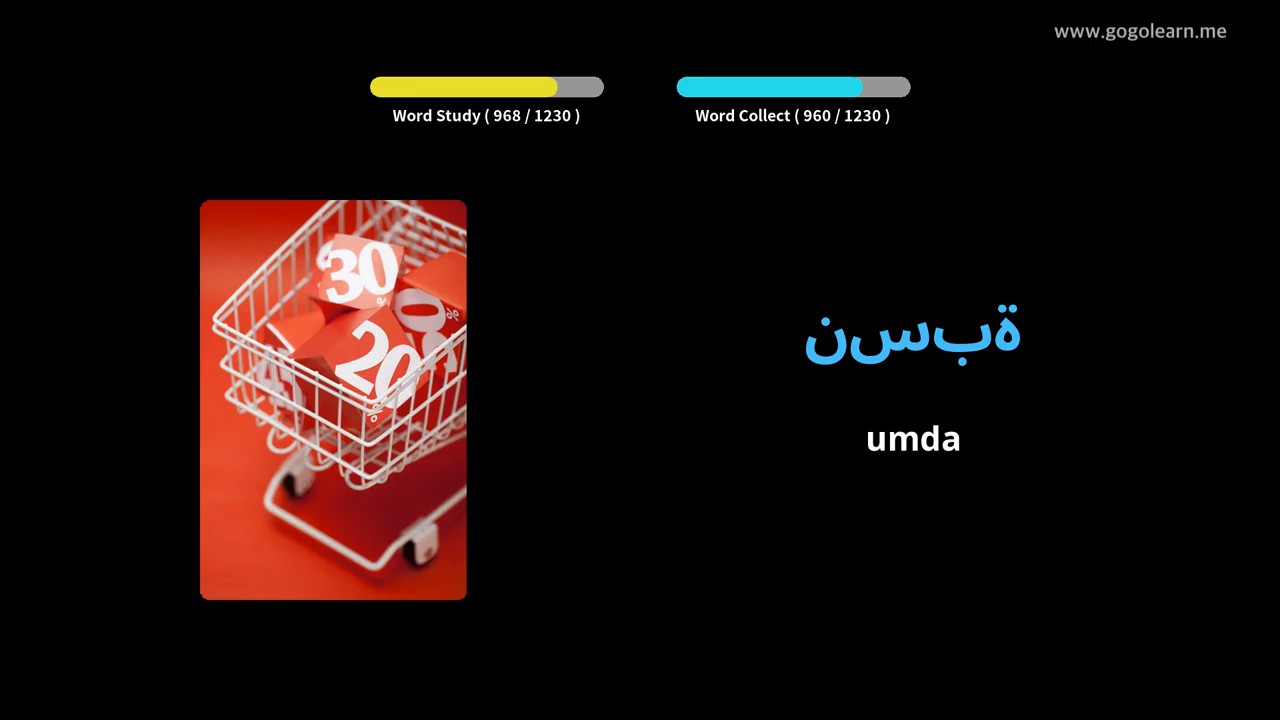 www.gogolearn.me
Word Study ( 968 / 1230 )
Word Collect ( 960 / 1230 )
30 %
20 %
نسبة
umda